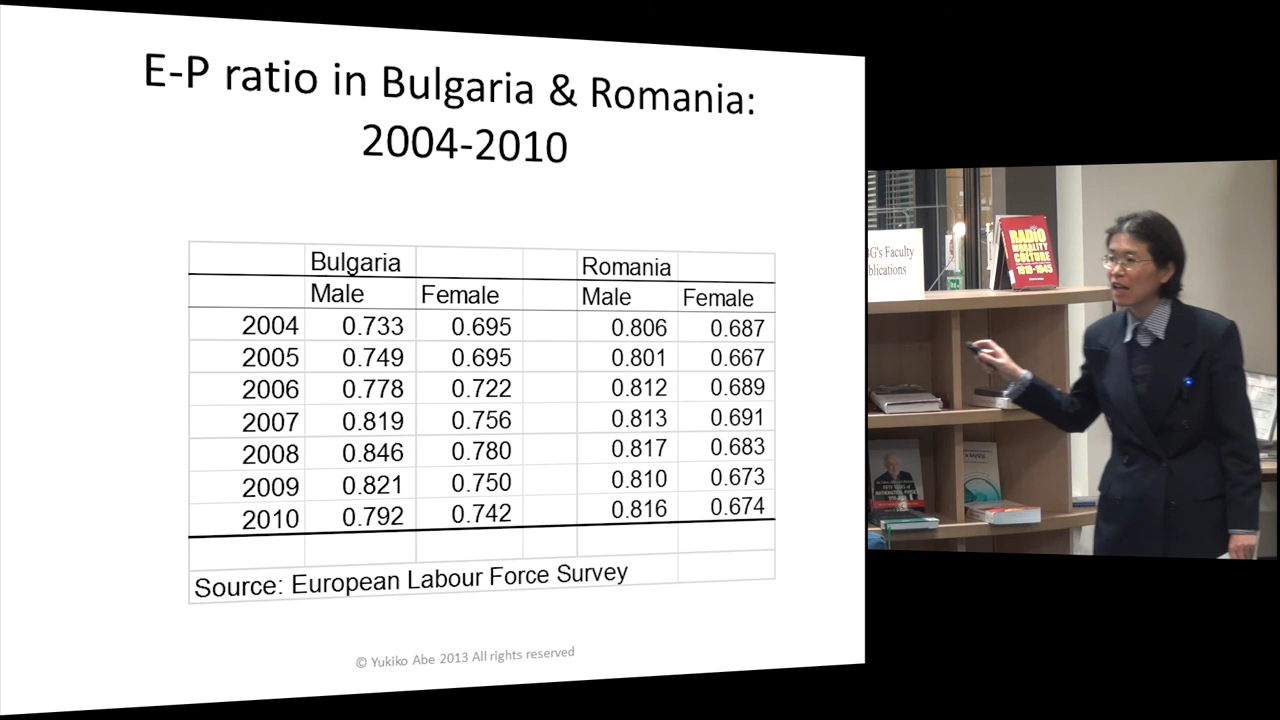 E-P ratio in Bulgaria & Romania:
2004-2010
Bulgaria Romania
Male Female Male Female
2004 0.733 0.695 0.806 0.687
2005 0.749 0.695 0.801 0.667
2006 0.778 0.722 0.812 0.689
2007 0.819 0.756 0.813 0.691
2008 0.846 0.780 0.817 0.683
2009 0.821 0.750 0.810 0.673
2010 0.792 0.742 0.816 0.674
Source: European Labour Force Survey
© Yukiko Abe 2013 All rights reserved
G's Faculty
blications
RADIO
MORALITY
CULTURE
1919-1945